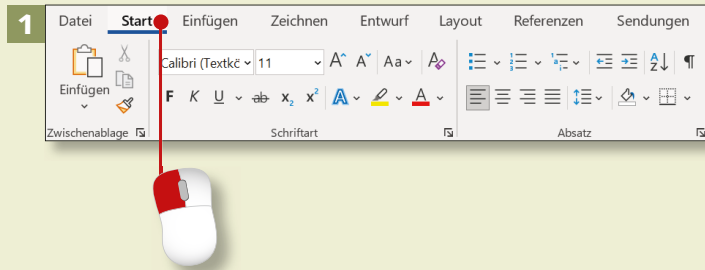 1
Datei Start Einfügen Zeichnen Entwurf Layout Referenzen Sendungen
Calibri (Textkö 11 A A Aa A
Einfügen
F K U ab x₂ x² A A
Zwischenablage Schriftart Absatz